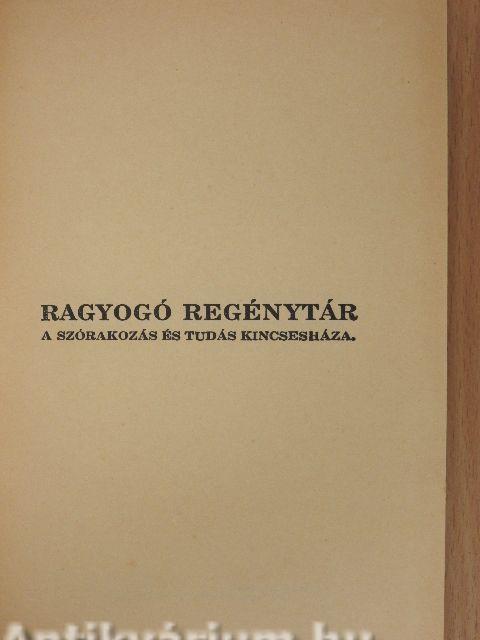 RAGYOGÓ REGÉNYTÁR
A SZÓRAKOZÁS ÉS TUDÁS KINCSESHÁZA.
Antikvárium.hu